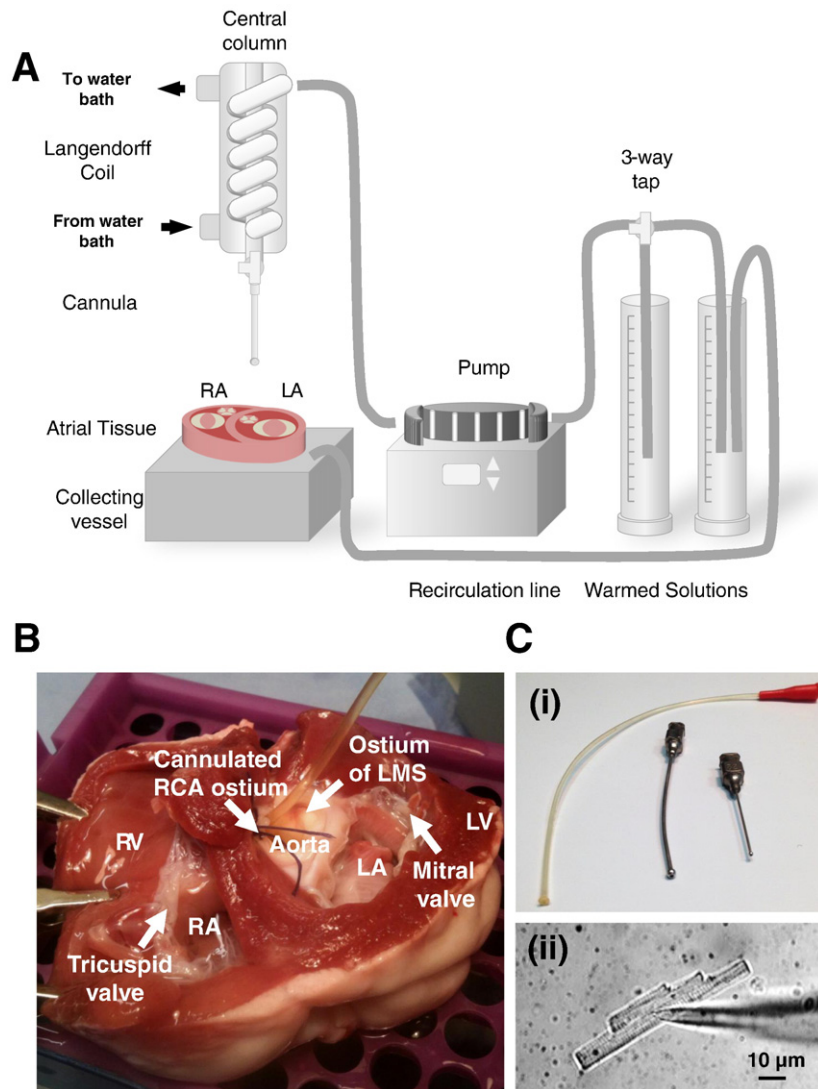 A
Central
column
To water
bath
Langendorff
Coil
From water
bath
Cannula
3-way
tap
RA
LA
Pump
Atrial Tissue
Collecting
vessel
Recirculation line
Warmed Solutions
B
Cannulated
RCA ostium
Ostium
of LMS
RV
Aorta
LV
LA
Mitral
valve
RA
Tricuspid
valve
C
(i)
(ii)
10 µm